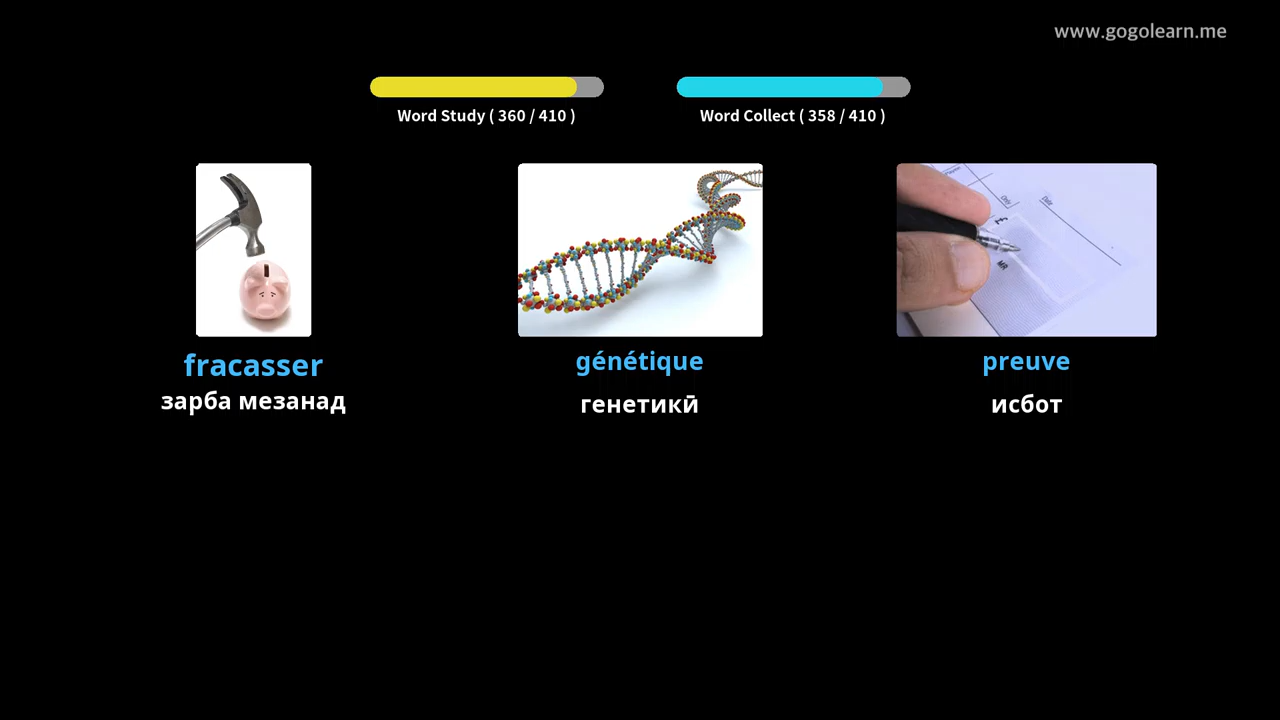 www.gogolearn.me
Word Study ( 360 / 410 )
Word Collect ( 358 / 410 )
fracasser
génétique
preuve
зарба мезанад
генетикӣ
исбот